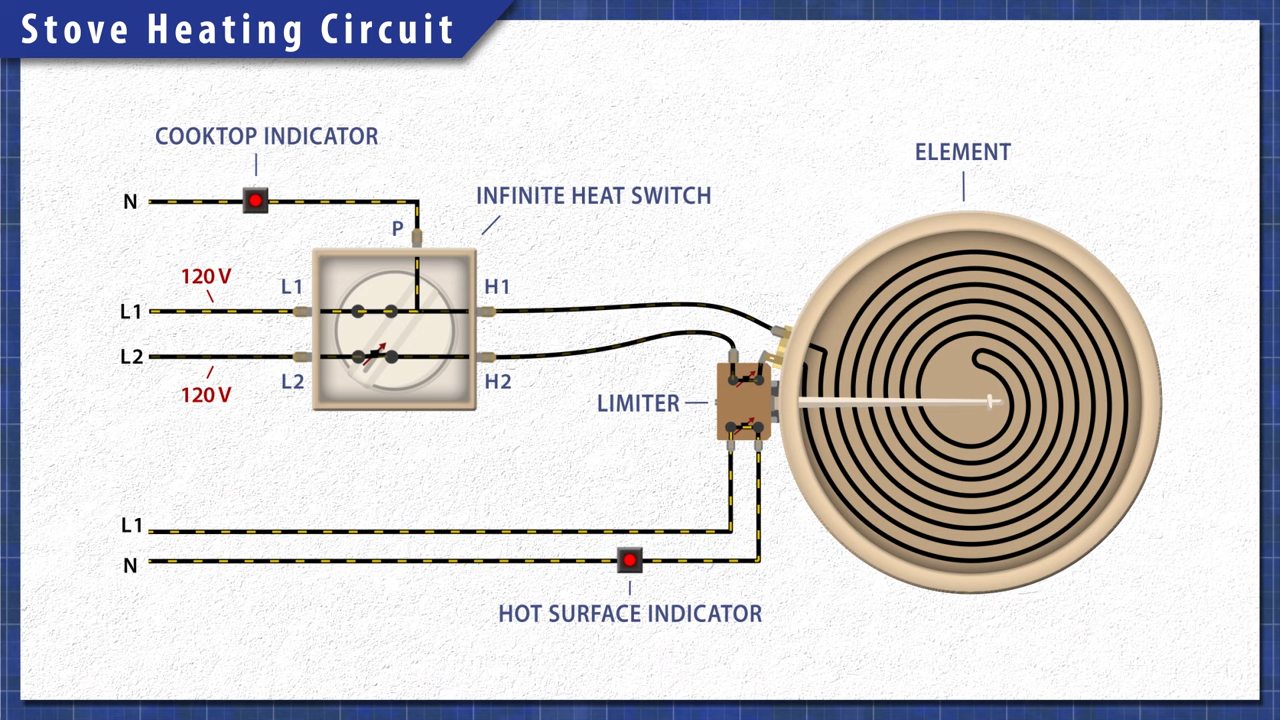 Stove Heating Circuit
COOKTOP INDICATOR
ELEMENT
N
INFINITE HEAT SWITCH
P
120 V
L1
H1
L1
L2
120 V
L2
H2
LIMITER
L1
N
HOT SURFACE INDICATOR